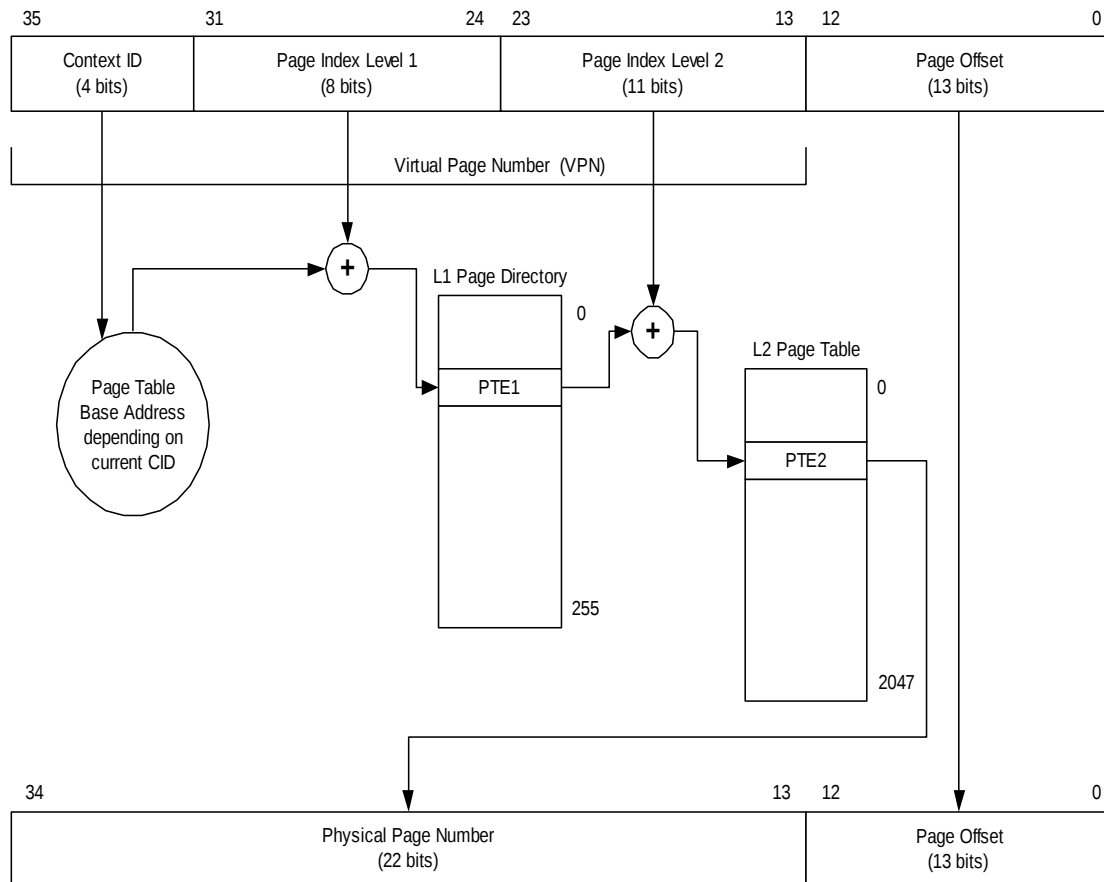 35 31 24 23 13 12 0
Context ID Page Index Level 1 Page Index Level 2 Page Offset
(4 bits) (8 bits) (11 bits) (13 bits)
Virtual Page Number (VPN)
+
L1 Page Directory
0
+
L2 Page Table
Page Table
Base Address
depending on
current CID
PTE1
0
PTE2
255
2047
34 13 12 0
Physical Page Number Page Offset
(22 bits) (13 bits)